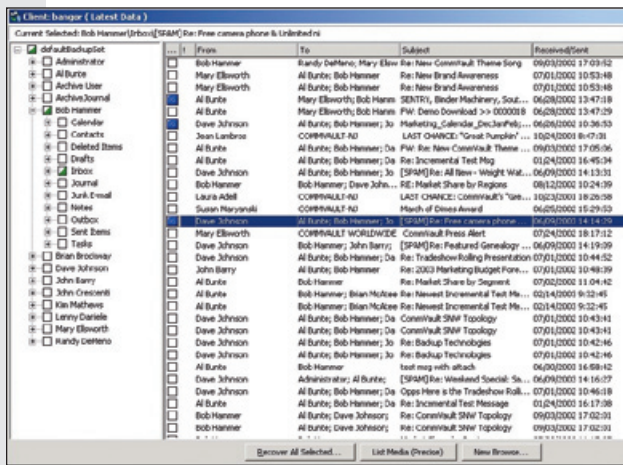 Client: bangor ( Latest Data )
Current Selected: Bob Hammer\Inbox\[SPAM]Re: Free camera phone & Unlimited ni
defaultBackupSet
Administrator
Al Bunte
Archive User
ArchiveJournal
Bob Hammer
Calendar
Contacts
Deleted Items
Drafts
Inbox
Journal
Junk E-mail
Notes
Outbox
Sent Items
Tasks
Brian Brockway
Dave Johnson
John Barry
John Crescenti
Kim Mathews
Lenny Daniele
Mary Ellsworth
Randy DeMeno
... ! From To Subject Received/Sent
Bob Hammer Randy DeMeno; Mary Ellsw Re: New CommVault Theme Song 09/03/2002 17:03:52
Mary Ellsworth Al Bunte; Bob Hammer Re: New Brand Awareness 07/01/2002 10:53:48
Mary Ellsworth Al Bunte; Bob Hammer Re: New Brand Awareness 07/01/2002 10:53:48
Al Bunte Mary Ellsworth; Bob Hamm SENTRY, Binder Machinery, Sout... 06/28/2002 13:47:18
Al Bunte Mary Ellsworth; Bob Hamm FW: Demo Download >> 0000018 06/28/2002 13:47:29
Dave Johnson Al Bunte; Bob Hammer; Jo Marketing_Calendar_DecJanFeb; 06/26/2002 10:36:53
Jean Lambros COMMVAULT-NJ LAST CHANCE: "Great Pumpkin" ... 10/24/2001 8:47:31
Al Bunte Al Bunte; Bob Hammer; Da FW: Re: New CommVault Theme ... 09/03/2002 17:05:06
Al Bunte Al Bunte; Bob Hammer; Da Re: Incremental Test Msg 01/24/2002 16:45:34
Dave Johnson Al Bunte; Bob Hammer; Jo [SPAM]Re: All New - Weight Wat... 06/09/2003 14:13:31
Bob Hammer Bob Hammer; Dave John... RE: Market Share by Regions 08/12/2002 10:24:39
Laura Adell COMMVAULT-NJ LAST CHANCE: CommVault's "Gre... 10/23/2001 18:26:58
Susan Maryanski COMMVAULT-NJ March of Dimes Award 06/25/2002 15:29:53
Dave Johnson Al Bunte; Bob Hammer; Jo [SPAM]Re: Free camera phone ... 06/09/2003 14:14:29
Mary Ellsworth COMMVAULT WORLDWIDE CommVault Press Alert 07/24/2002 18:17:12
Dave Johnson Bob Hammer; John Barry; [SPAM]Re: Featured Genealogy ... 06/09/2003 14:19:09
Dave Johnson Al Bunte; Bob Hammer; Da Re: Tradeshow Rolling Presentation 07/01/2002 10:44:52
John Barry Al Bunte; Bob Hammer; Da Re: 2003 Marketing Budget Fore... 07/01/2002 10:48:39
Al Bunte Bob Hammer Re: Market Share by Segment 07/02/2002 11:04:42
Al Bunte Bob Hammer; Brian McAtee Re: Newest Incremental Test Me... 02/14/2003 9:32:45
Al Bunte Bob Hammer; Brian McAtee Re: Newest Incremental Test Me... 02/14/2003 9:32:45
Dave Johnson Al Bunte; Bob Hammer; Da CommVault SNW Topology 07/01/2002 10:43:41
Dave Johnson Al Bunte; Bob Hammer; Da CommVault SNW Topology 07/01/2002 10:43:41
Dave Johnson Al Bunte; Bob Hammer; Jo Re: Backup Technologies 07/01/2002 10:42:46
Dave Johnson Al Bunte; Bob Hammer; Jo Re: Backup Technologies 07/01/2002 10:42:46
Al Bunte Bob Hammer test msg with attach 06/30/2000 16:58:42
Dave Johnson Administrator; Al Bunte; [SPAM]Re: Weekend Special: Sa... 06/09/2003 14:16:27
Dave Johnson Al Bunte; Bob Hammer; Da Opps Here is the Tradeshow Roll... 07/01/2002 10:46:18
Al Bunte Al Bunte; Bob Hammer; Da Re: Incremental Test Message 01/24/2002 16:17:08
Bob Hammer Al Bunte; Dave Johnson; Re: CommVault SNW Topology 09/03/2002 17:02:01
Bob Hammer Al Bunte; Dave Johnson; Re: CommVault SNW Topology 09/03/2002 17:02:01
Recover All Selected... List Media (Precise) New Browse...